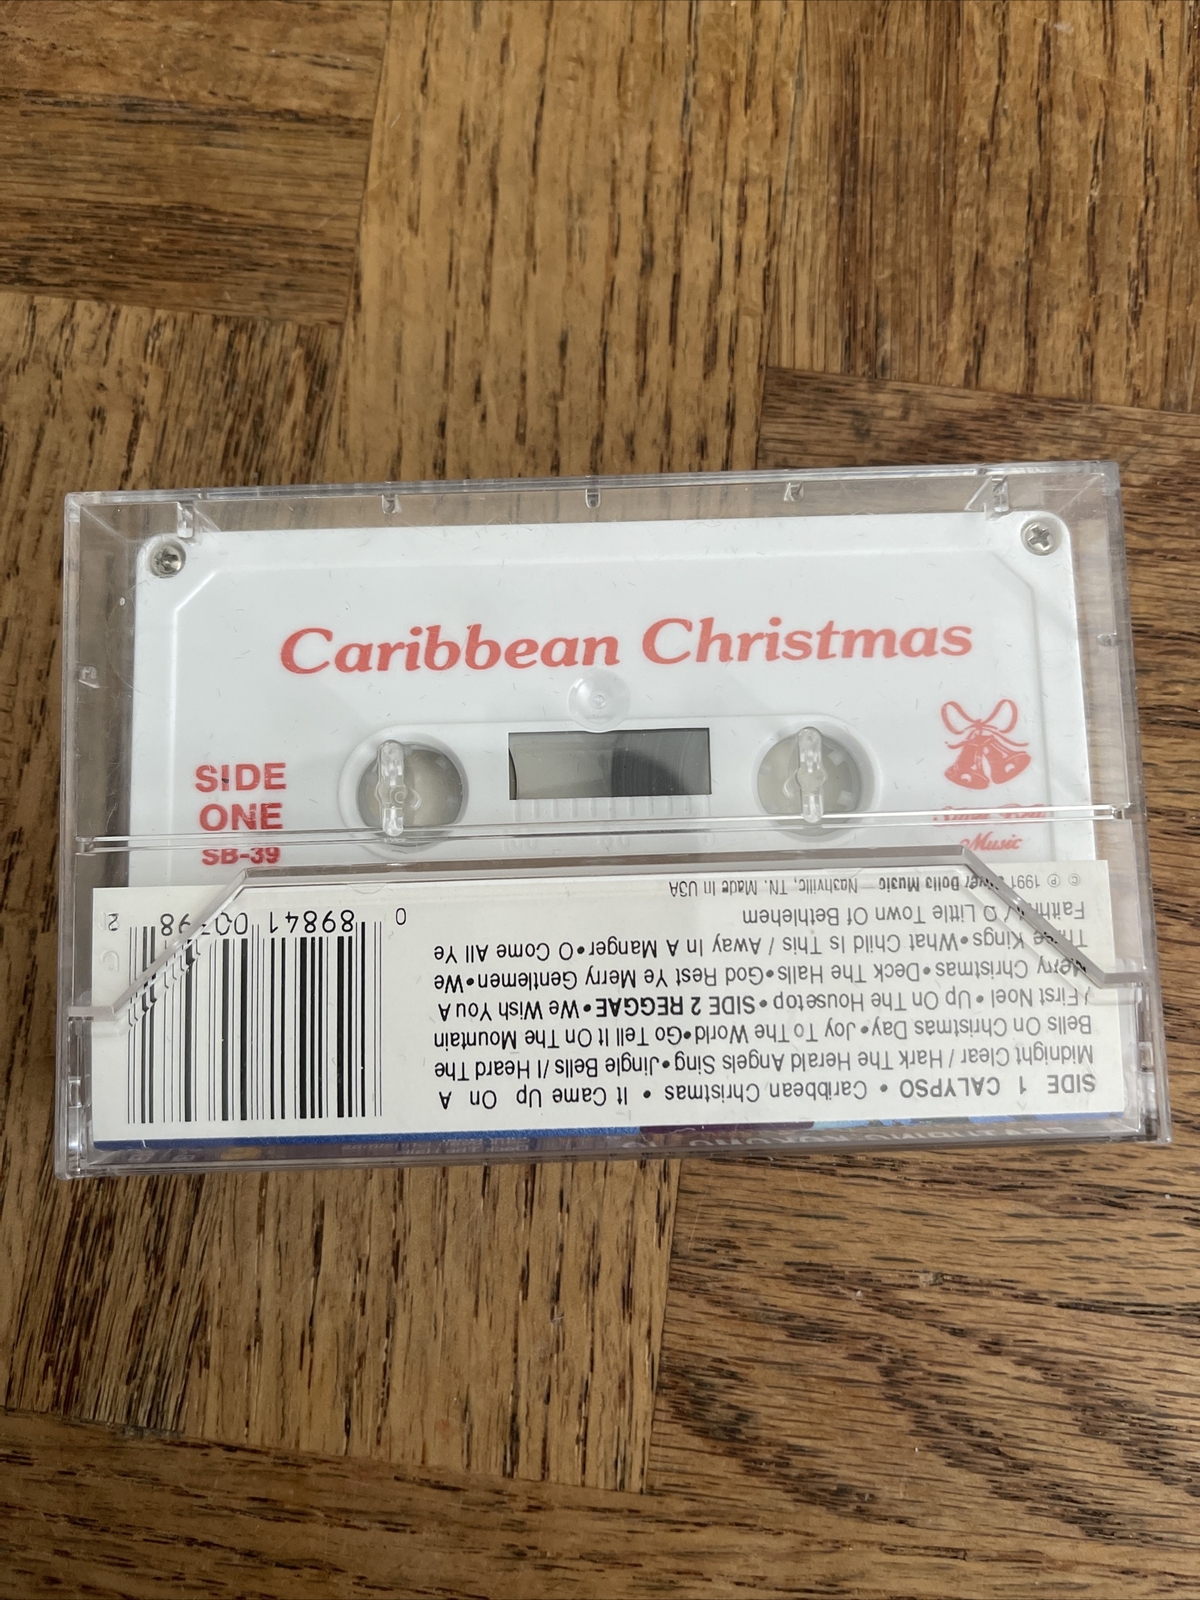 Caribbean Christmas
SIDE
ONE
SB-39
Music
SIDE 1 CALYPSO • Caribbean Christmas • It Came Up On A
Midnight Clear / Hark The Herald Angels Sing • Jingle Bells / I Heard The
Bells On Christmas Day • Joy To The World • Go Tell It On The Mountain
/ First Noel • Up On The Housetop • SIDE 2 REGGAE • We Wish You A
Merry Christmas • Deck The Halls • God Rest Ye Merry Gentlemen • We
Three Kings • What Child Is This / Away In A Manger • O Come All Ye
Faithful / O Little Town Of Bethlehem
© ℗ 1991 Music — Nashville, TN. Made In USA
0 89841 2